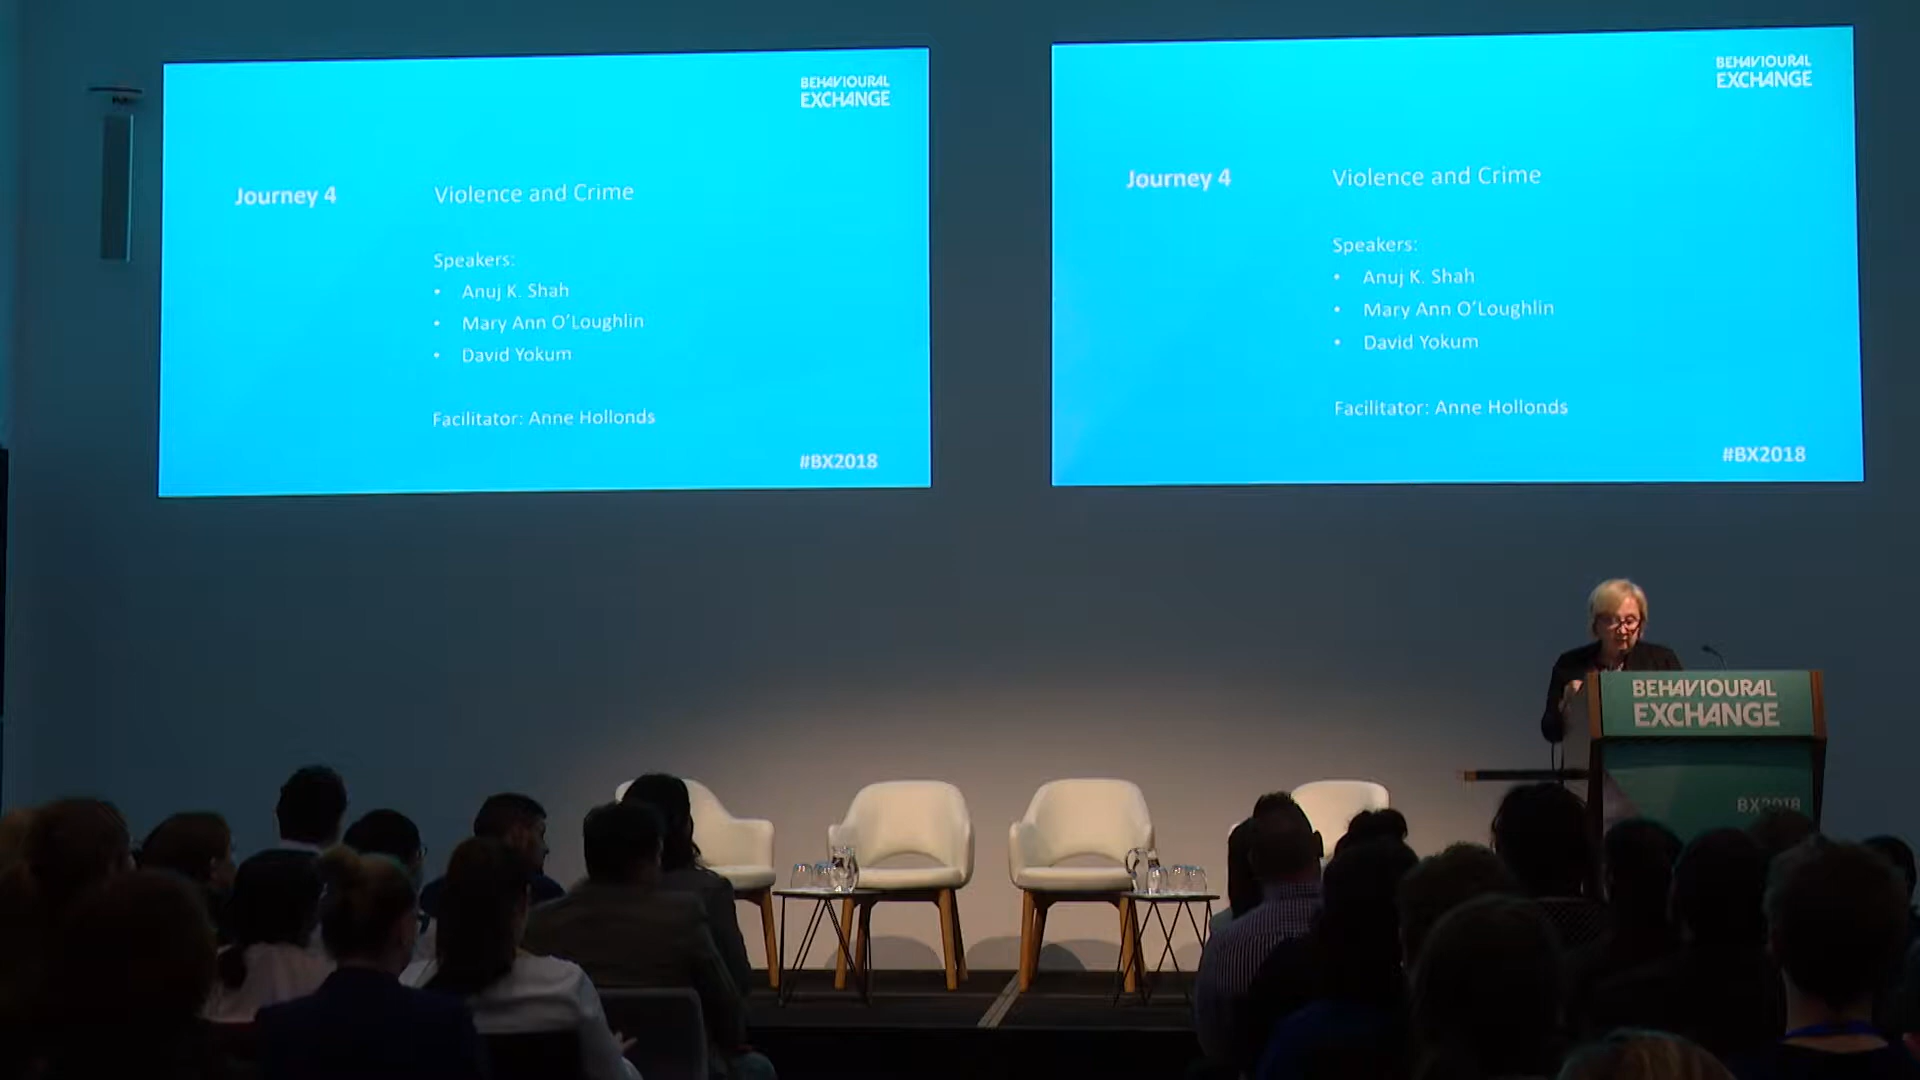 BEHAVIOURAL
EXCHANGE
Journey 4
Violence and Crime
Speakers:
• Anuj K. Shah
• Mary Ann O'Loughlin
• David Yokum
Facilitator: Anne Hollonds
#BX2018
BEHAVIOURAL
EXCHANGE
Journey 4
Violence and Crime
Speakers:
• Anuj K. Shah
• Mary Ann O'Loughlin
• David Yokum
Facilitator: Anne Hollonds
#BX2018
BEHAVIOURAL
EXCHANGE
BX2018